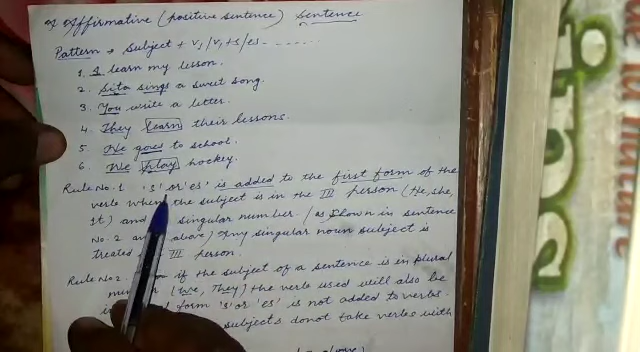 Affirmative (positive sentence) Sentence
Pattern → Subject + V1/V1+s/es-......
1. I learn my lesson.
2. Sita sings a sweet song.
3. You write a letter.
4. They learn their lessons.
5. He goes to school.
6. We play hockey.
Rule No. 1 's' or 'es' is added to the first form of the
verb when the subject is in the III person (He, she,
It) and singular number. (as shown in sentence
No. 2 above) Any singular noun subject is
treated III person.
Rule No 2. if the subject of a sentence is in plural
(we, They) the verb used will also be
form 's' or 'es' is not added to verbs.
subjects donot take verbs with
above)